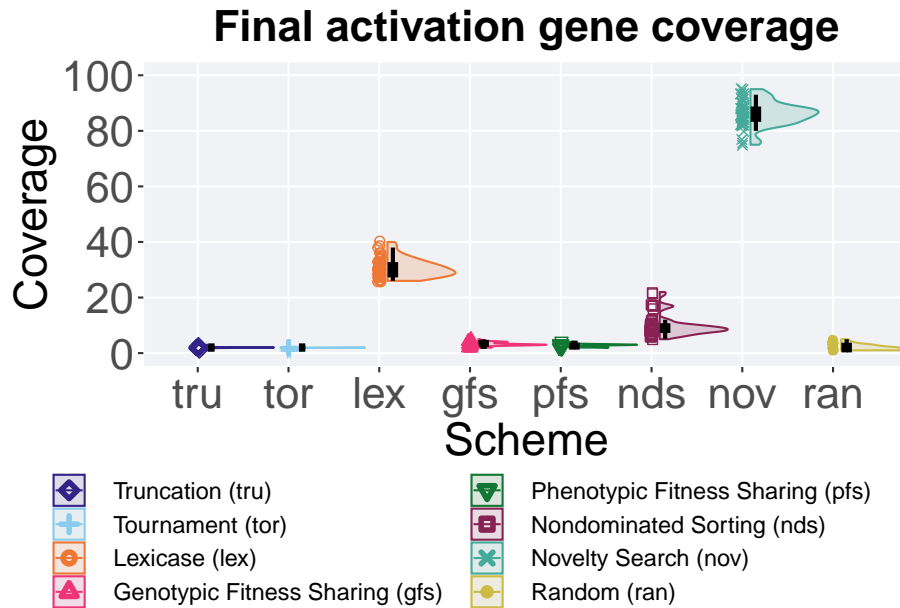 Final activation gene coverage
100
80
60
40
20
0
Coverage
tru tor lex gfs pfs nds nov ran
Scheme
Truncation (tru)
Tournament (tor)
Lexicase (lex)
Genotypic Fitness Sharing (gfs)
Phenotypic Fitness Sharing (pfs)
Nondominated Sorting (nds)
Novelty Search (nov)
Random (ran)